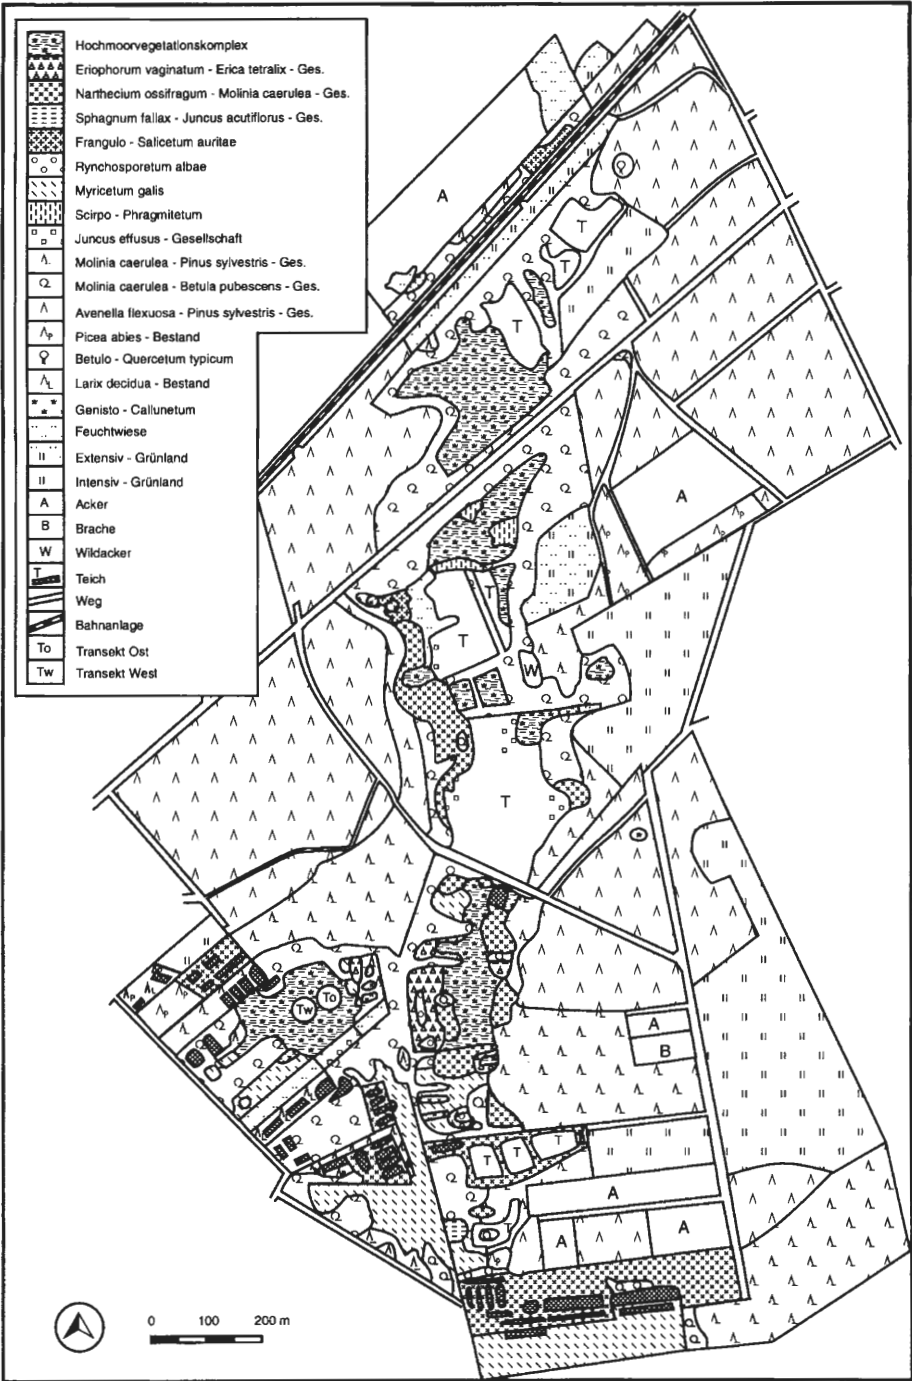 Hochmoorvegetationskomplex
Eriophorum vaginatum - Erica tetralix - Ges.
Narthecium ossifragum - Molinia caerulea - Ges.
Sphagnum fallax - Juncus acutiflorus - Ges.
Frangulo - Salicetum auritae
Rynchosporetum albae
Myricetum galis
Scirpo - Phragmitetum
Juncus effusus - Gesellschaft
Molinia caerulea - Pinus sylvestris - Ges.
Molinia caerulea - Betula pubescens - Ges.
Avenella flexuosa - Pinus sylvestris - Ges.
P Picea abies - Bestand
Betulo - Quercetum typicum
L Larix decidua - Bestand
Genisto - Callunetum
Feuchtwiese
Extensiv - Grünland
Intensiv - Grünland
A Acker
B Brache
W Wildacker
T Teich
Weg
Bahnanlage
To Transekt Ost
Tw Transekt West
A
T
T
T
A
T
T
W
T
Tw To
A
B
T T T
A
A A
0 100 200 m